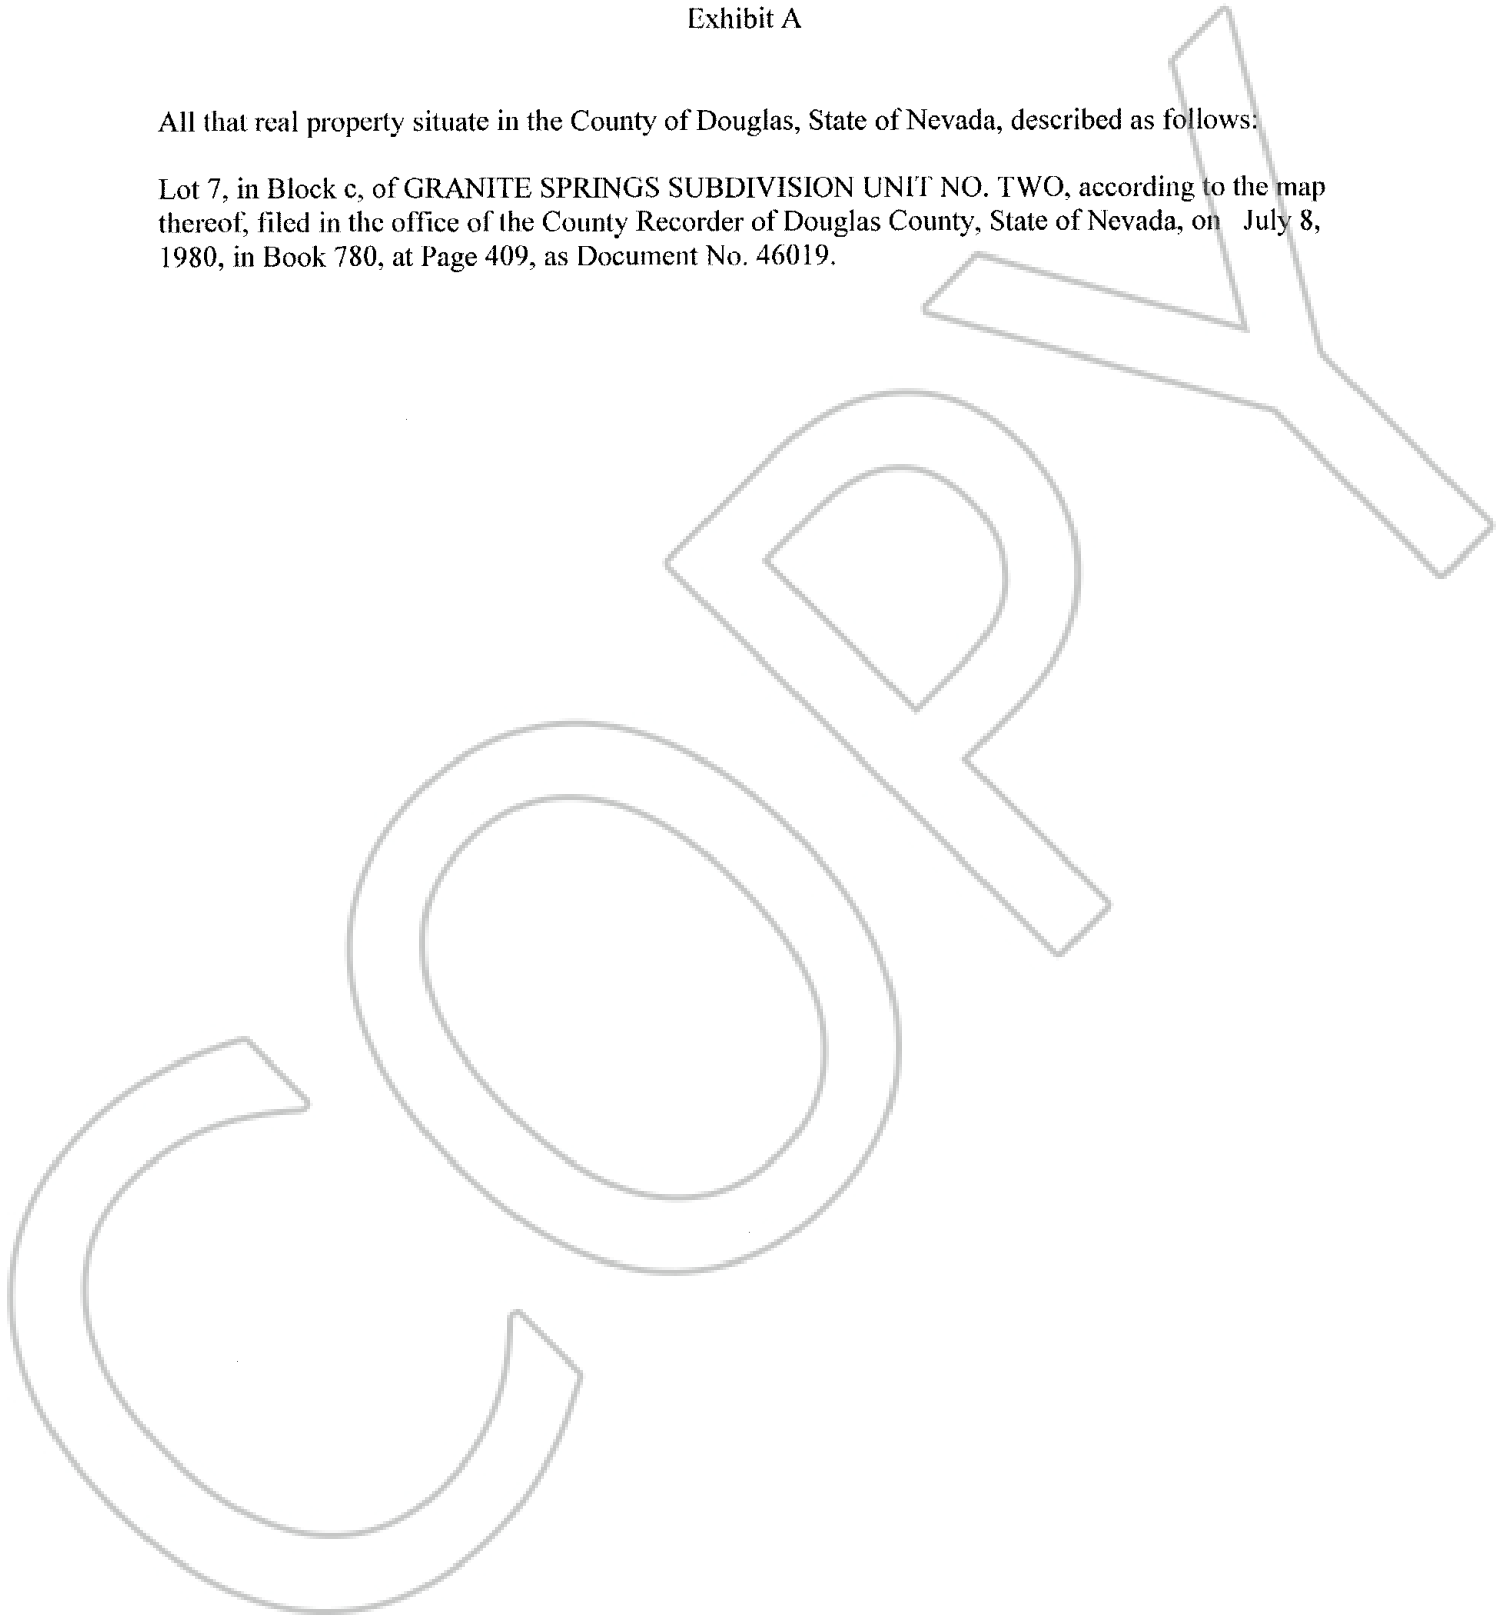 Exhibit A
All that real property situate in the County of Douglas, State of Nevada, described as follows:
Lot 7, in Block c, of GRANITE SPRINGS SUBDIVISION UNIT NO. TWO, according to the map
thereof, filed in the office of the County Recorder of Douglas County, State of Nevada, on July 8,
1980, in Book 780, at Page 409, as Document No. 46019.
COPY